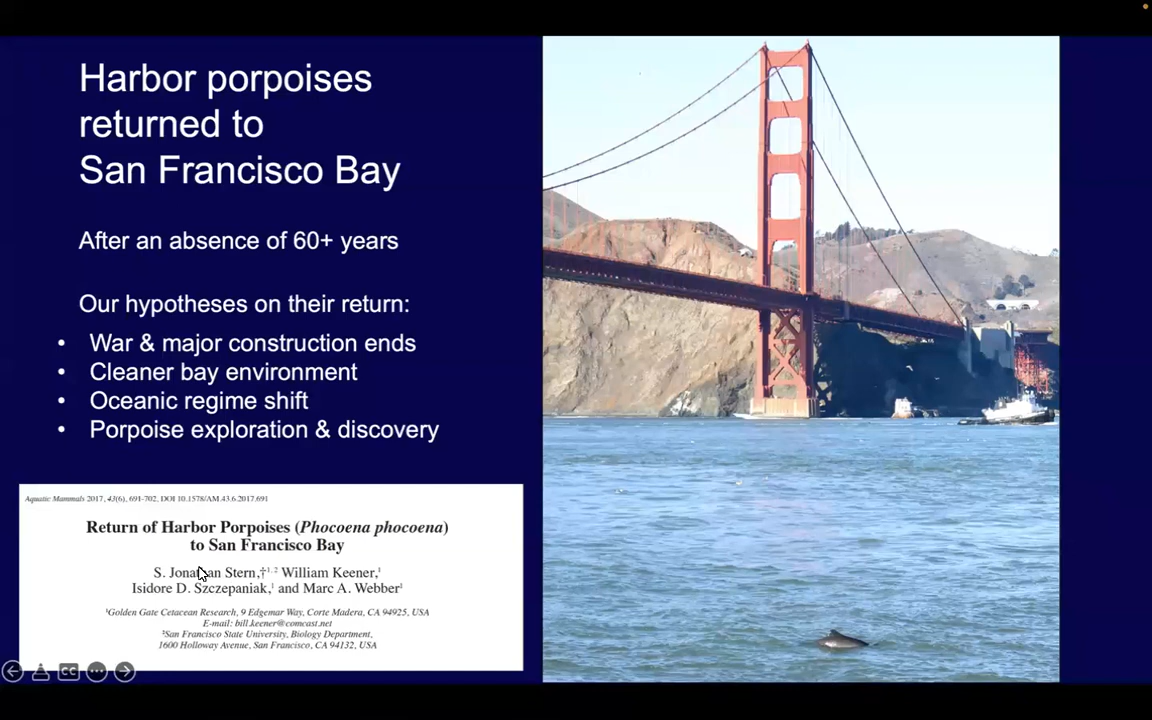 Harbor porpoises
returned to
San Francisco Bay
After an absence of 60+ years
Our hypotheses on their return:
• War & major construction ends
• Cleaner bay environment
• Oceanic regime shift
• Porpoise exploration & discovery
Aquatic Mammals 2017, 43(6), 691-702, DOI 10.1578/AM.43.6.2017.691
Return of Harbor Porpoises (Phocoena phocoena)
to San Francisco Bay
S. Jonathan Stern,†1,2 William Keener,1
Isidore D. Szczepaniak,1 and Marc A. Webber1
1Golden Gate Cetacean Research, 9 Edgemar Way, Corte Madera, CA 94925, USA
E-mail: bill.keener@comcast.net
2San Francisco State University, Biology Department,
1600 Holloway Avenue, San Francisco, CA 94132, USA
CC